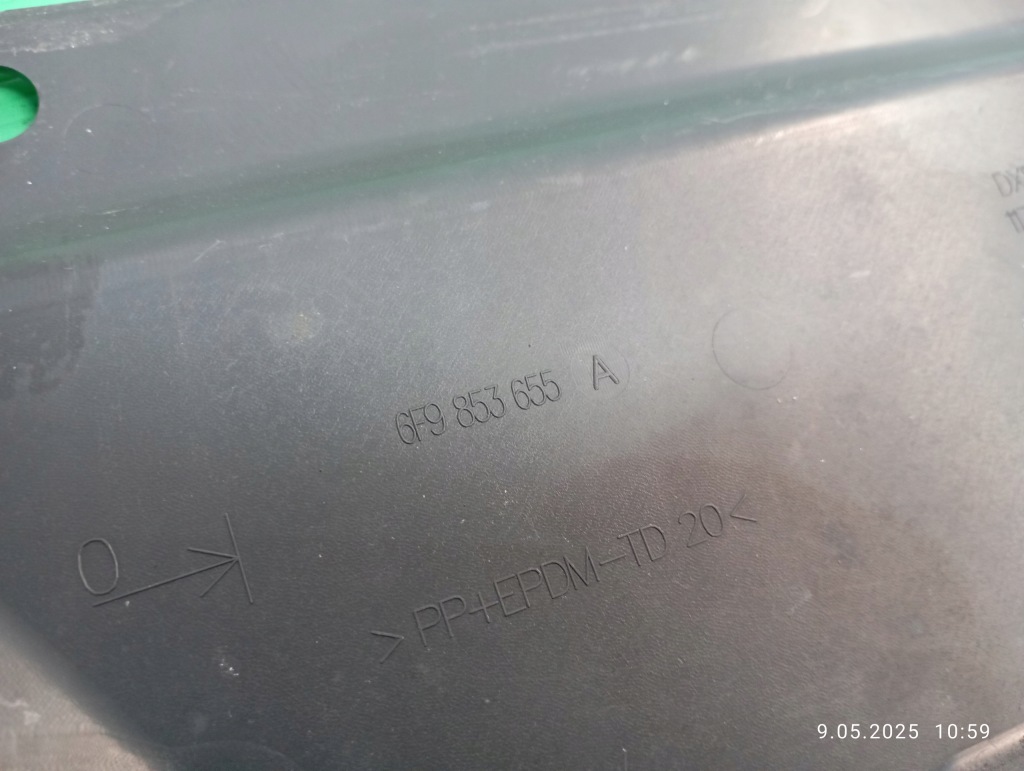 6F9 853 655 A
O
>PP+EPDM-TD 20<
9.05.2025 10:59